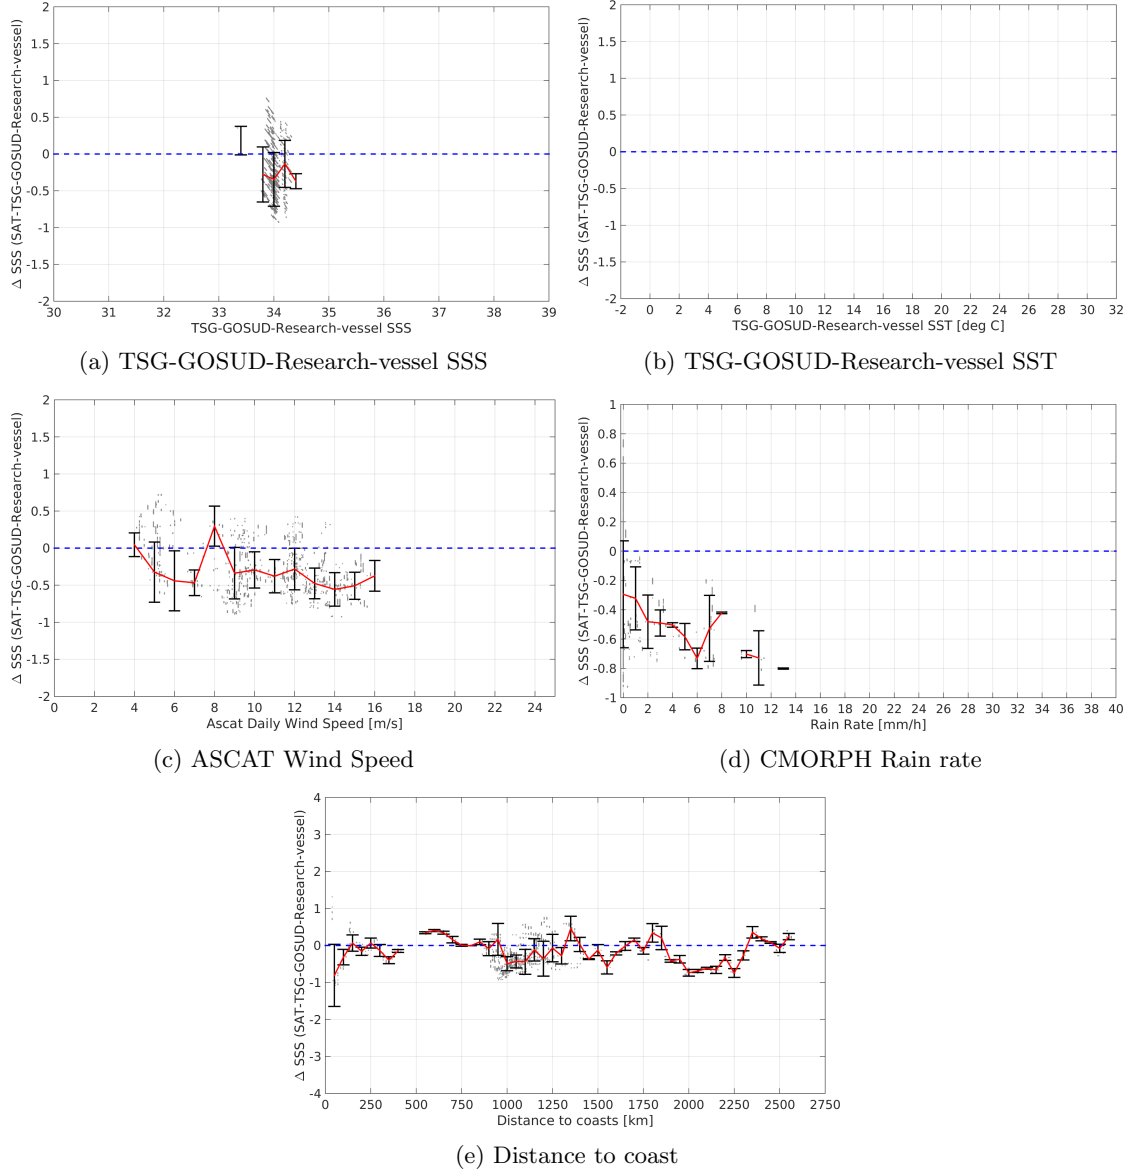 2
1.5
1
0.5
0
-0.5
-1
-1.5
-2
Δ SSS (SAT-TSG-GOSUD-Research-vessel)
30 31 32 33 34 35 36 37 38 39
TSG-GOSUD-Research-vessel SSS
(a) TSG-GOSUD-Research-vessel SSS
2
1.5
1
0.5
0
-0.5
-1
-1.5
-2
Δ SSS (SAT-TSG-GOSUD-Research-vessel)
-2 0 2 4 6 8 10 12 14 16 18 20 22 24 26 28 30 32
TSG-GOSUD-Research-vessel SST [deg C]
(b) TSG-GOSUD-Research-vessel SST
2
1.5
1
0.5
0
-0.5
-1
-1.5
-2
Δ SSS (SAT-TSG-GOSUD-Research-vessel)
0 2 4 6 8 10 12 14 16 18 20 22 24
Ascat Daily Wind Speed [m/s]
(c) ASCAT Wind Speed
1
0.8
0.6
0.4
0.2
0
-0.2
-0.4
-0.6
-0.8
-1
Δ SSS (SAT-TSG-GOSUD-Research-vessel)
0 2 4 6 8 10 12 14 16 18 20 22 24 26 28 30 32 34 36 38 40
Rain Rate [mm/h]
(d) CMORPH Rain rate
4
3
2
1
0
-1
-2
-3
-4
Δ SSS (SAT-TSG-GOSUD-Research-vessel)
0 250 500 750 1000 1250 1500 1750 2000 2250 2500 2750
Distance to coasts [km]
(e) Distance to coast